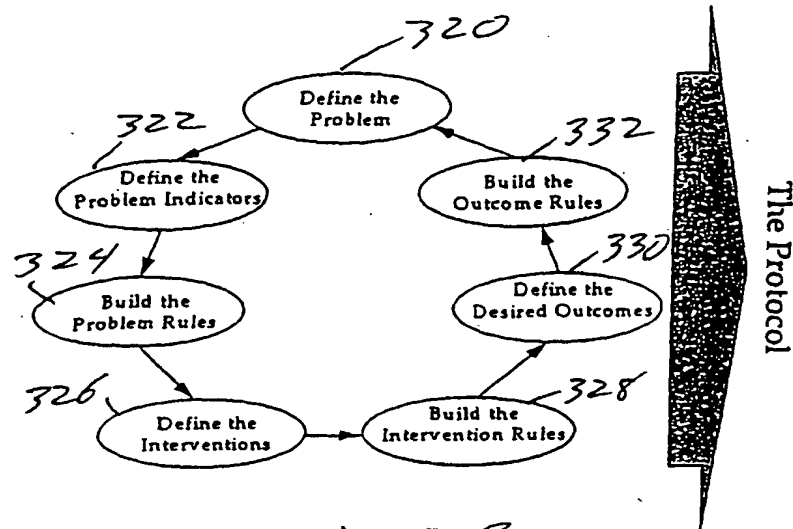 320
Define the
Problem
322
Define the
Problem Indicators
332
Build the
Outcome Rules
324
Build the
Problem Rules
330
Define the
Desired Outcomes
326
Define the
Interventions
328
Build the
Intervention Rules
The Protocol